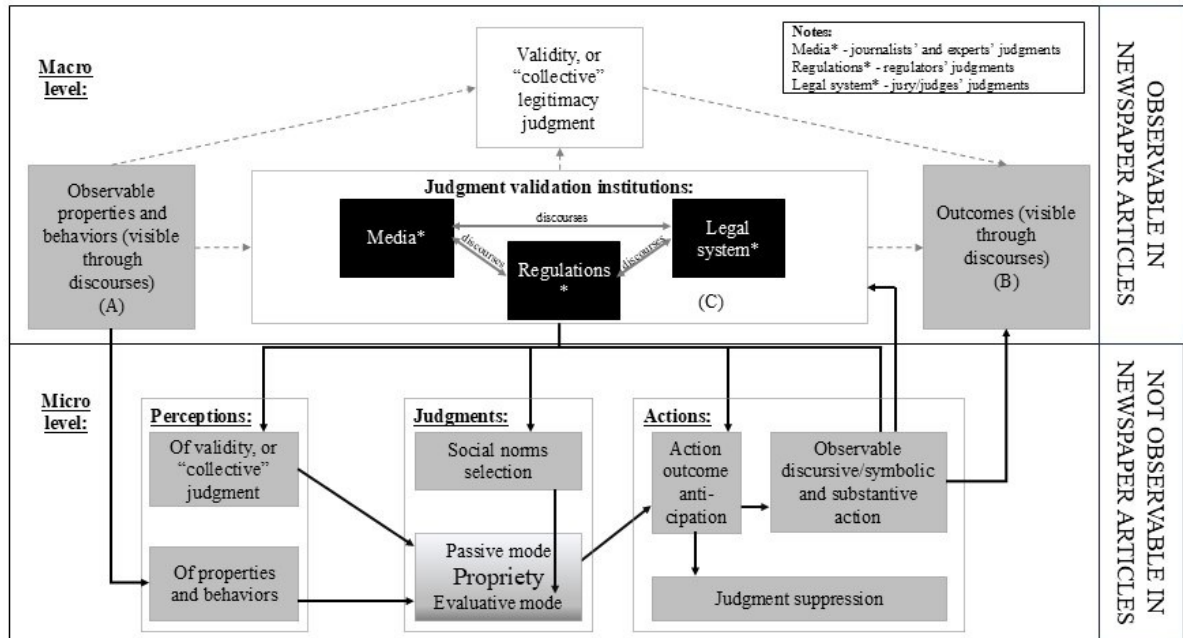 Macro
level:
Validity, or
“collective”
legitimacy
judgment
Notes:
Media* - journalists’ and experts’ judgments
Regulations* - regulators’ judgments
Legal system* - jury/judges’ judgments
OBSERVABLE IN
NEWSPAPER ARTICLES
Observable
properties and
behaviors (visible
through
discourses)
(A)
Judgment validation institutions:
Media*
discourses
Legal
system*
discourses
Regulations
*
discourses
(C)
Outcomes (visible
through
discourses)
(B)
Micro
level:
Perceptions:
Of validity, or
“collective”
judgment
Of properties
and behaviors
Judgments:
Social norms
selection
Passive mode
Propriety
Evaluative mode
Actions:
Action
outcome
anti-
cipation
Observable
discursive/symbolic
and substantive
action
Judgment suppression
NOT OBSERVABLE IN
NEWSPAPER ARTICLES